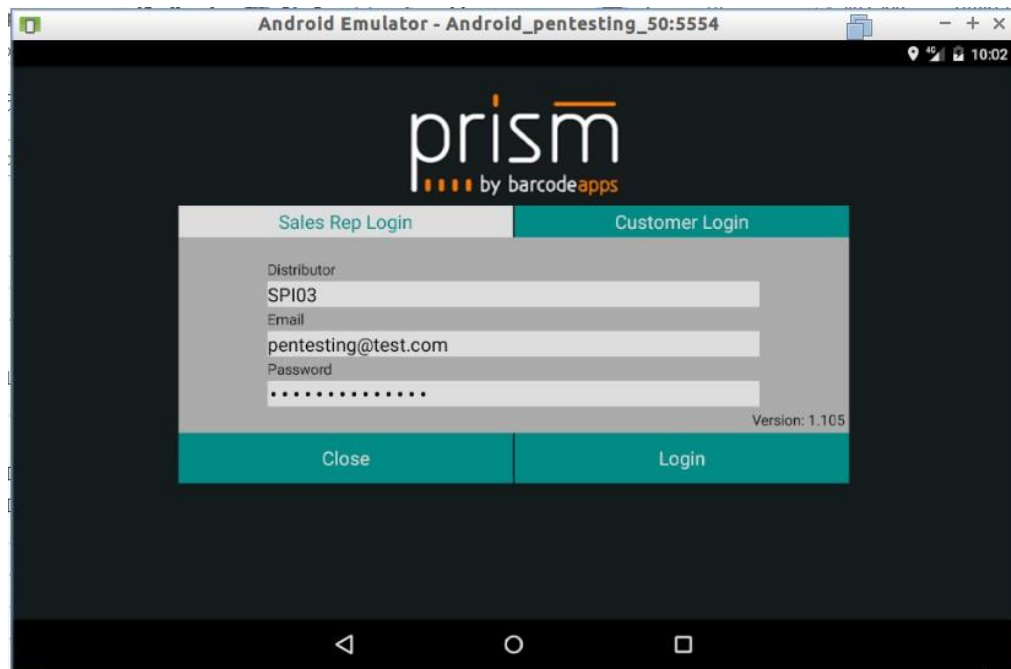 Android Emulator - Android_pentesting_50:5554
4G 10:02
prism
by barcodeapps
Sales Rep Login Customer Login
Distributor
SPI03
Email
pentesting@test.com
Password
••••••••••••••
Version: 1.105
Close Login